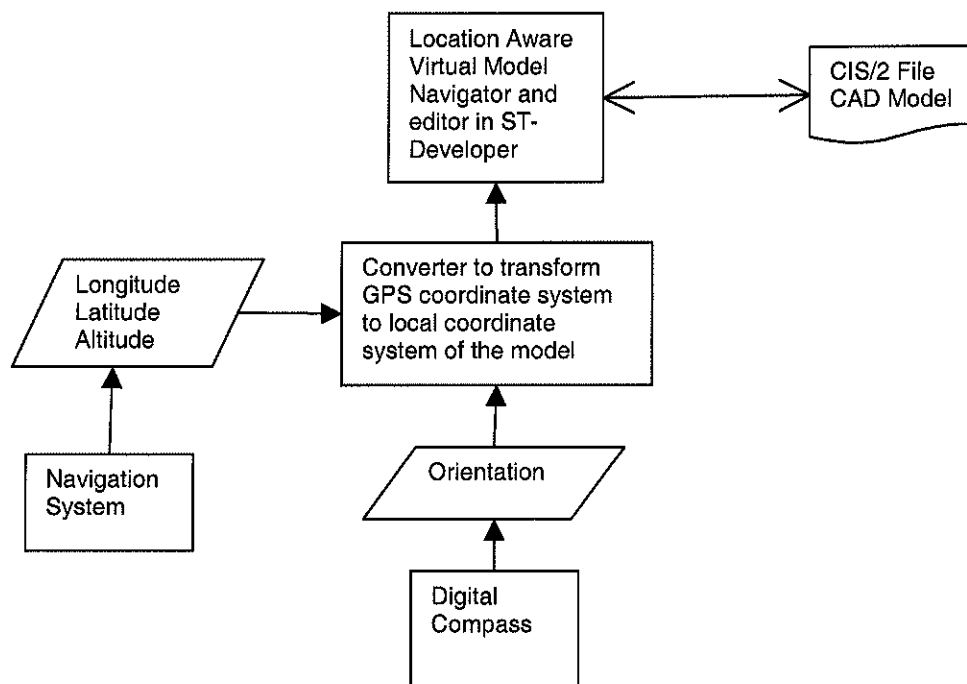 Location Aware
Virtual Model
Navigator and
editor in ST-
Developer
CIS/2 File
CAD Model
Longitude
Latitude
Altitude
Converter to transform
GPS coordinate system
to local coordinate
system of the model
Navigation
System
Orientation
Digital
Compass